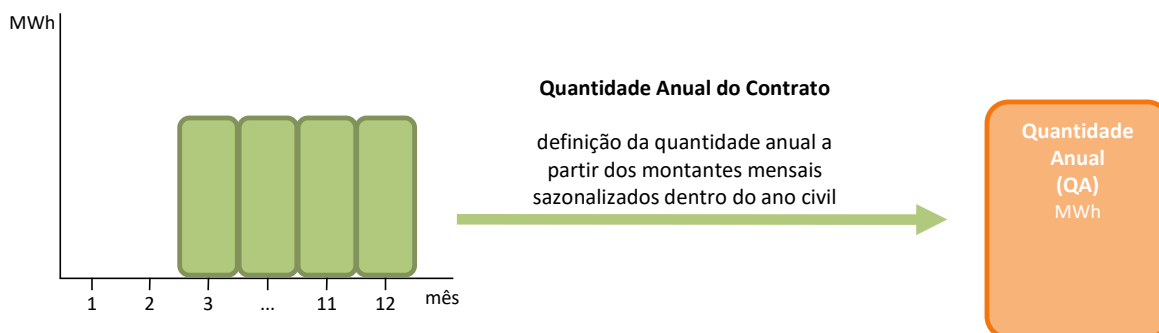 MWh
1
2
3
...
11
12
mês
Quantidade Anual do Contrato
definição da quantidade anual a
partir dos montantes mensais
sazonalizados dentro do ano civil
Quantidade
Anual
(QA)
MWh